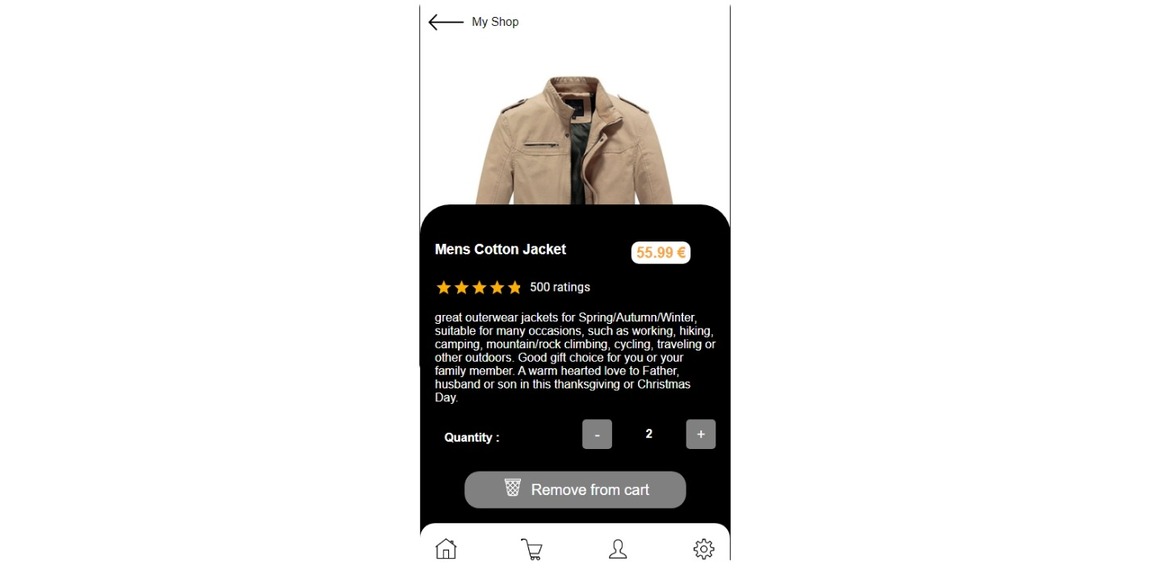 My Shop
Mens Cotton Jacket
55.99 €
500 ratings
great outerwear jackets for Spring/Autumn/Winter,
suitable for many occasions, such as working, hiking,
camping, mountain/rock climbing, cycling, traveling or
other outdoors. Good gift choice for you or your
family member. A warm hearted love to Father,
husband or son in this thanksgiving or Christmas
Day.
Quantity :
-
2
+
Remove from cart